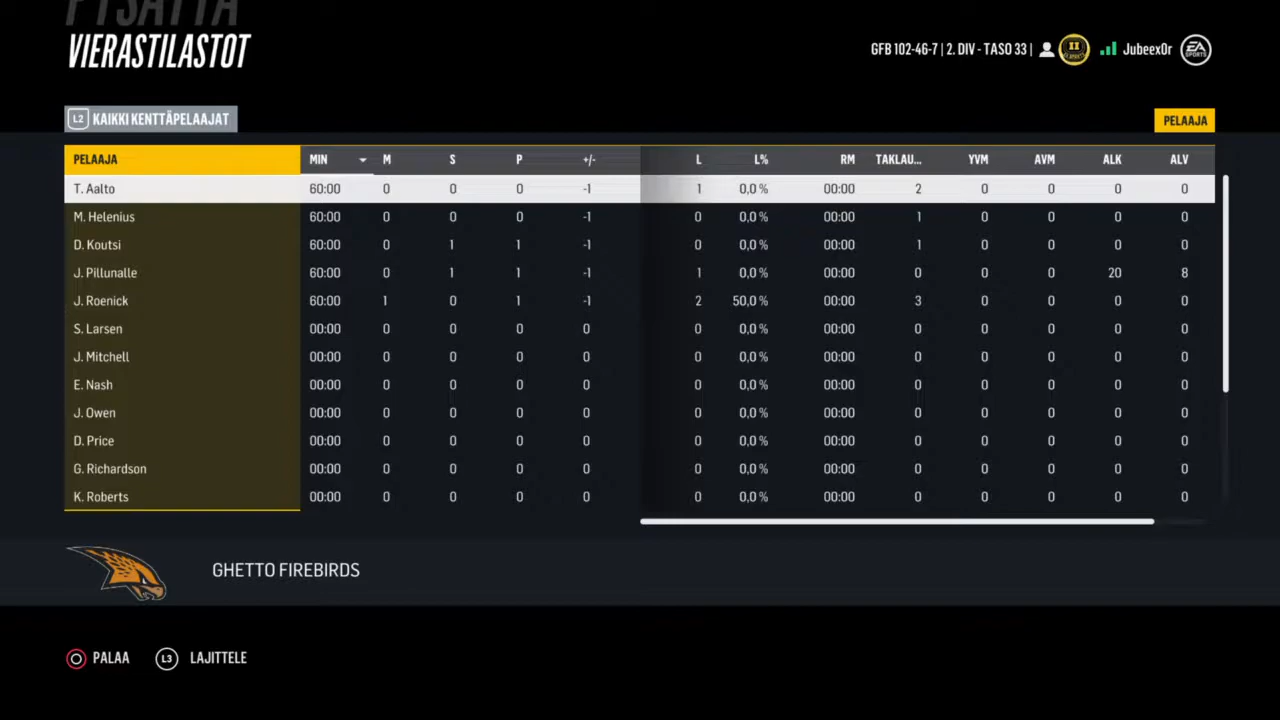 PYSÄYTÄ
VIERASTILASTOT
GFB 102-46-7 | 2. DIV - TASO 33 | II Jubeex0r EA SPORTS
L2 KAIKKI KENTTÄPELAAJAT
PELAAJA
PELAAJA MIN M S P +/- L L% RM TAKLAU... YVM AVM ALK ALV
T. Aalto 60:00 0 0 0 -1 1 0,0 % 00:00 2 0 0 0 0
M. Helenius 60:00 0 0 0 -1 0 0,0 % 00:00 1 0 0 0 0
D. Koutsi 60:00 0 1 1 -1 0 0,0 % 00:00 1 0 0 0 0
J. Pillunalle 60:00 0 1 1 -1 1 0,0 % 00:00 0 0 0 20 8
J. Roenick 60:00 1 0 1 -1 2 50,0 % 00:00 3 0 0 0 0
S. Larsen 00:00 0 0 0 0 0 0,0 % 00:00 0 0 0 0 0
J. Mitchell 00:00 0 0 0 0 0 0,0 % 00:00 0 0 0 0 0
E. Nash 00:00 0 0 0 0 0 0,0 % 00:00 0 0 0 0 0
J. Owen 00:00 0 0 0 0 0 0,0 % 00:00 0 0 0 0 0
D. Price 00:00 0 0 0 0 0 0,0 % 00:00 0 0 0 0 0
G. Richardson 00:00 0 0 0 0 0 0,0 % 00:00 0 0 0 0 0
K. Roberts 00:00 0 0 0 0 0 0,0 % 00:00 0 0 0 0 0
GHETTO FIREBIRDS
PALAA L3 LAJITTELE